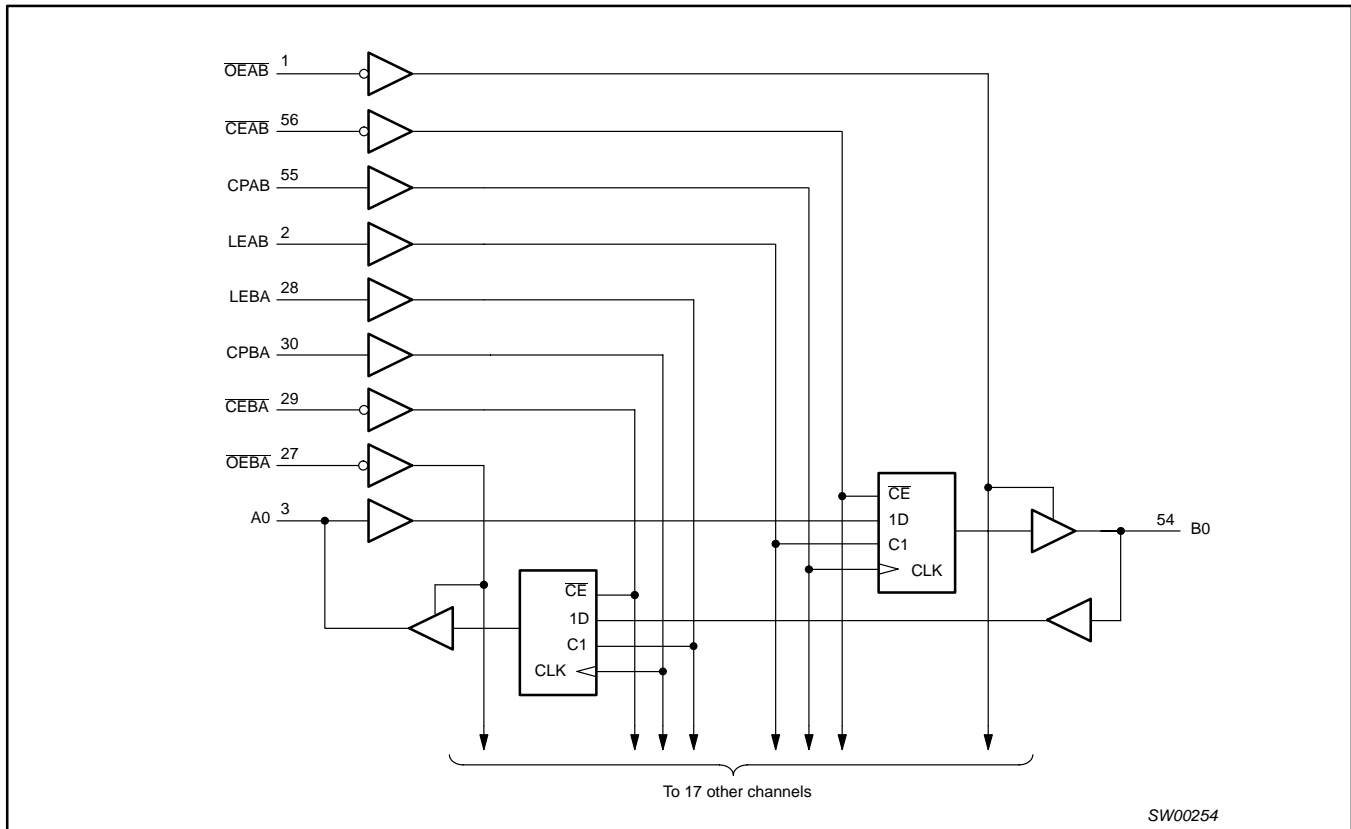 OEAB 1
CEAB 56
CPAB 55
LEAB 2
LEBA 28
CPBA 30
CEBA 29
OEBA 27
A0 3
CE
1D
C1
CLK
54 B0
CE
1D
C1
CLK
To 17 other channels
SW00254